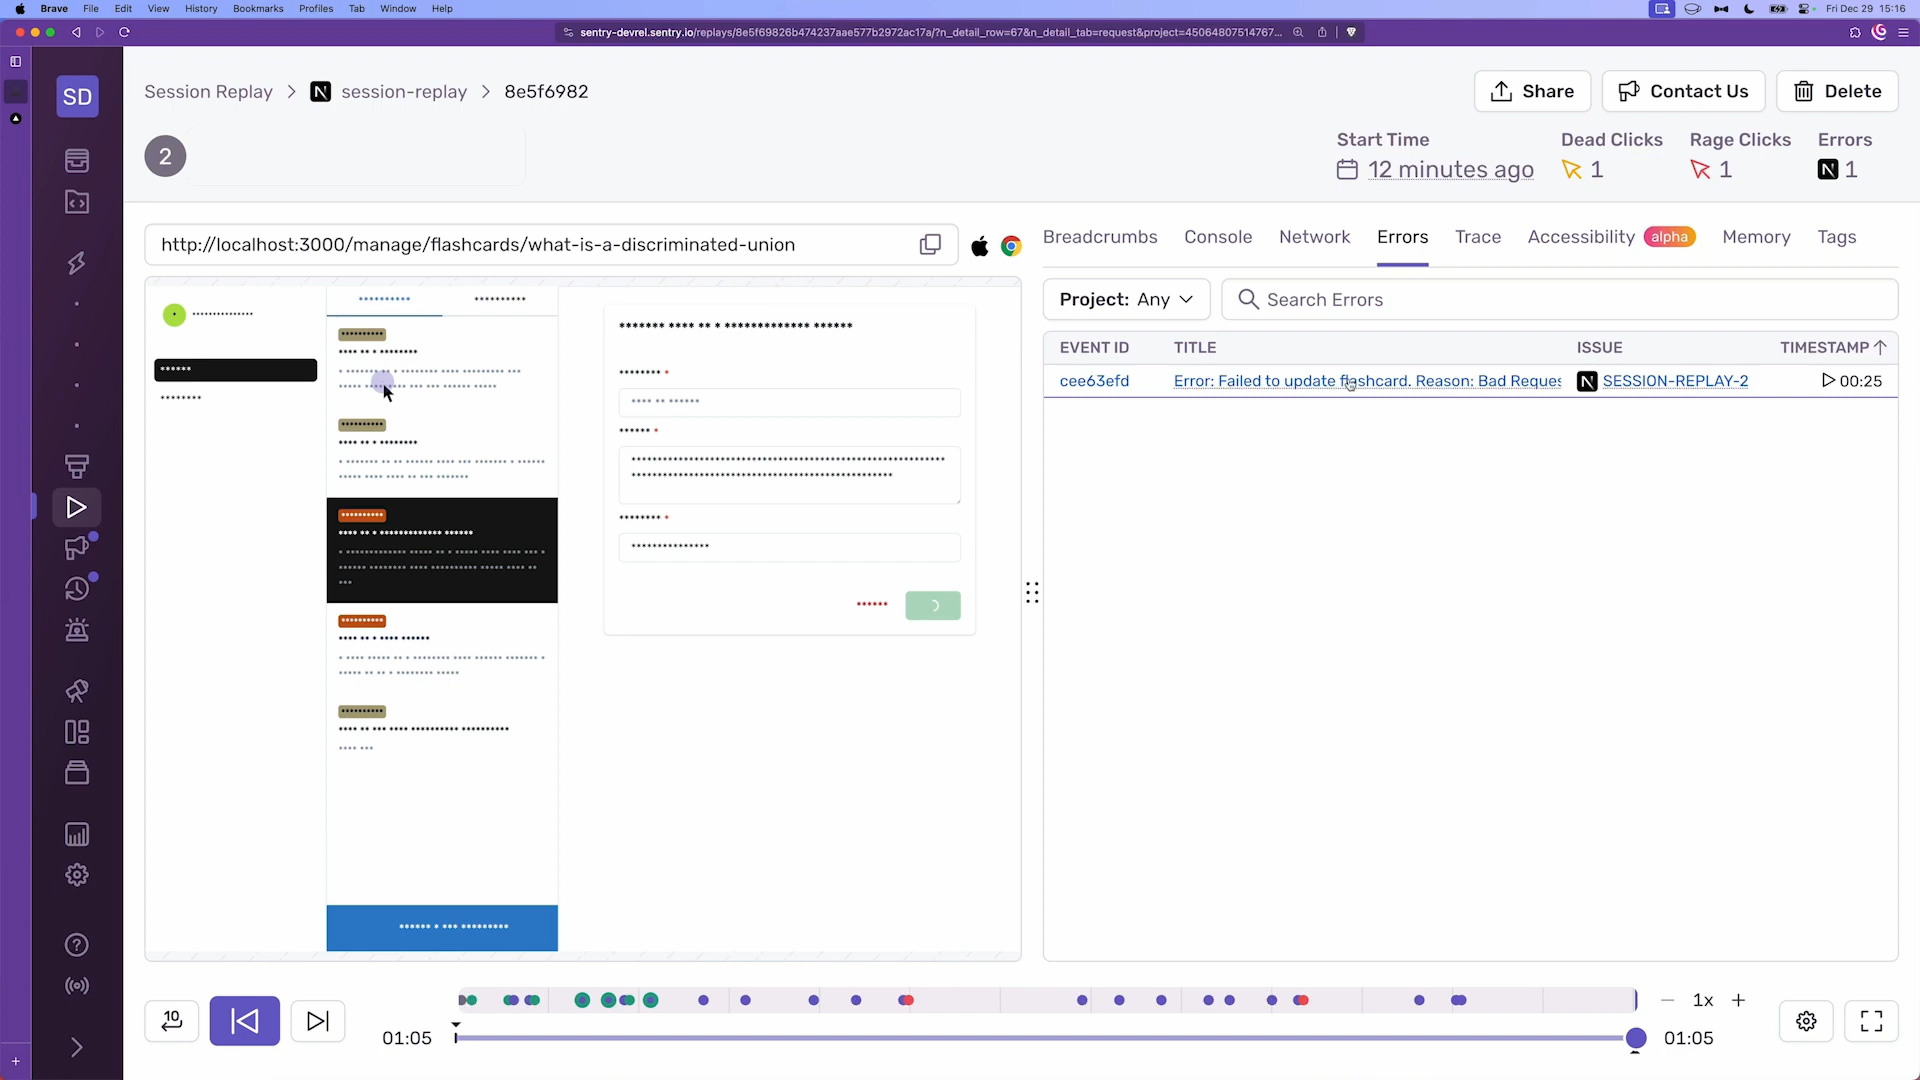 Brave File Edit View History Bookmarks Profiles Tab Window Help Fri Dec 29 15:16
sentry-devrel.sentry.io/replays/8e5f69826b474237aae577b2972ac17a/?n_detail_row=67&n_detail_tab=request&project=45064807514767...
SD
Session Replay > N session-replay > 8e5f6982
Share
Contact Us
Delete
2
Start Time
12 minutes ago
Dead Clicks
1
Rage Clicks
1
Errors
N 1
http://localhost:3000/manage/flashcards/what-is-a-discriminated-union
Breadcrumbs Console Network Errors Trace Accessibility alpha Memory Tags
Project: Any
Search Errors
EVENT ID TITLE ISSUE TIMESTAMP
cee63efd Error: Failed to update flashcard. Reason: Bad Reques N SESSION-REPLAY-2 00:25
10
01:05
01:05
1x